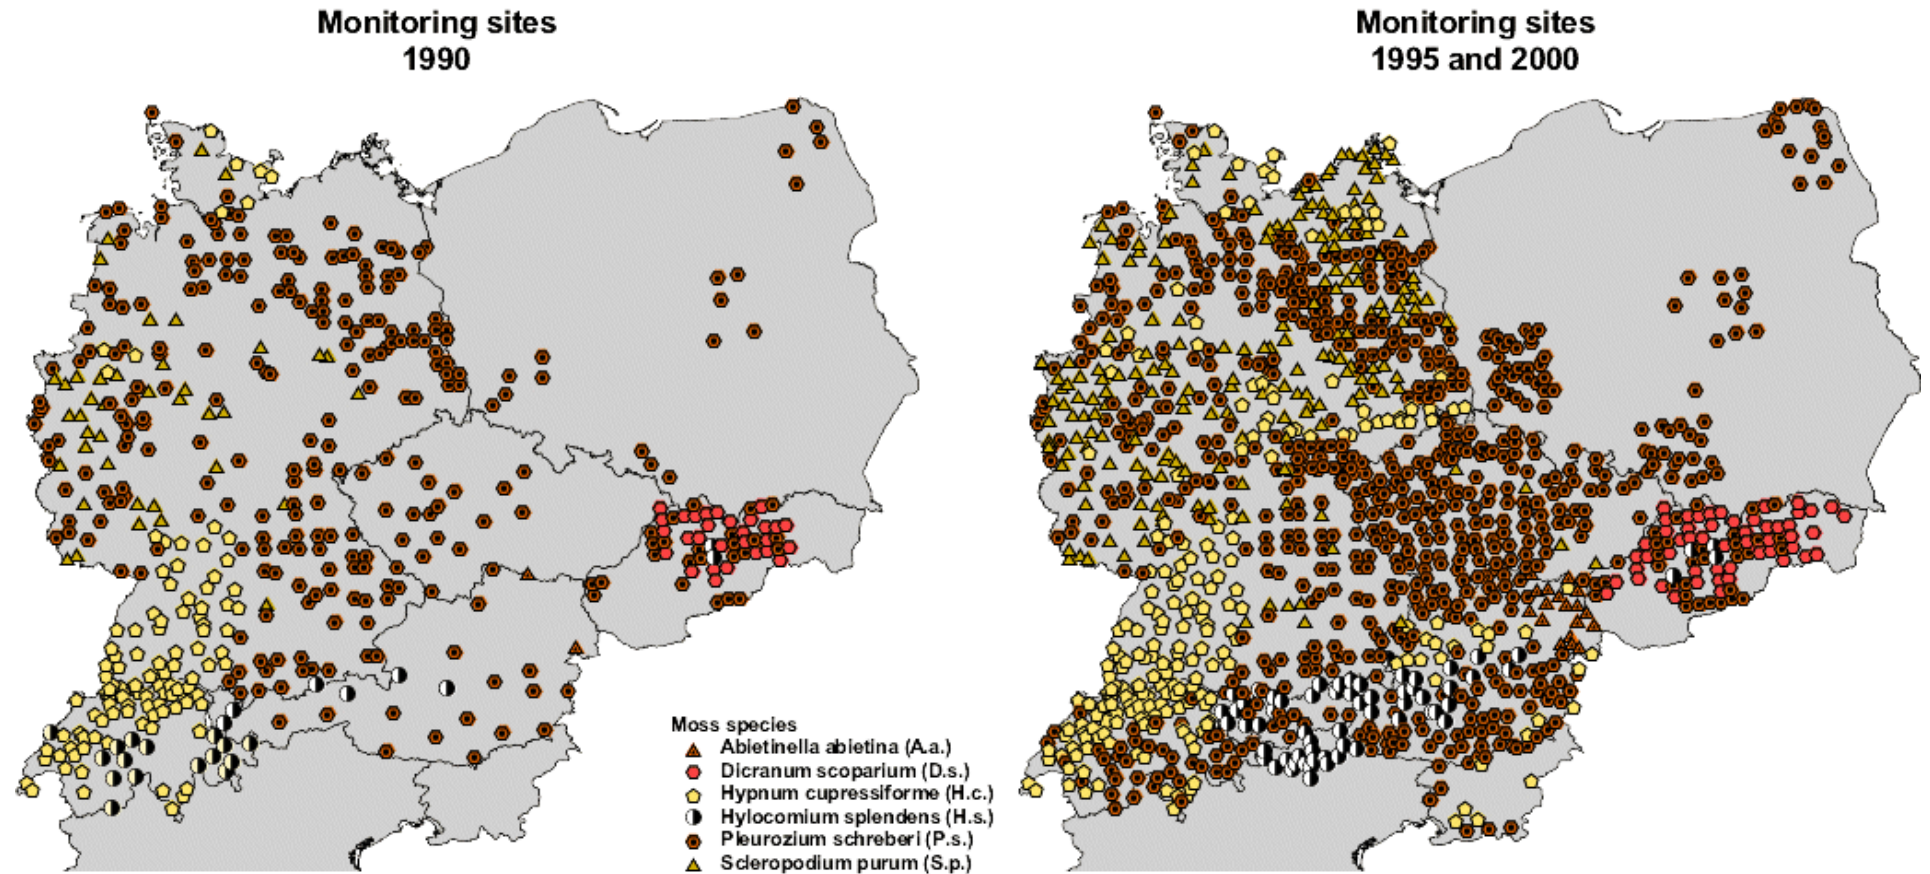 Monitoring sites
1990
Monitoring sites
1995 and 2000
Moss species
Abietinella abietina (A.a.)
Dicranum scoparium (D.s.)
Hypnum cupressiforme (H.c.)
Hylocomium splendens (H.s.)
Pleurozium schreberi (P.s.)
Scleropodium purum (S.p.)